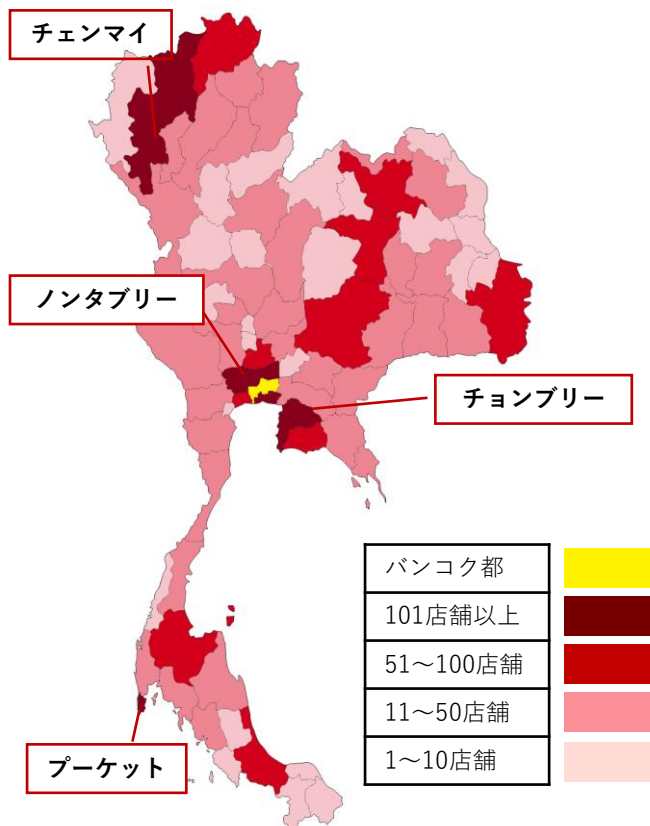 チェンマイ
ノンタブリー
チョンブリー
バンコク都
101店舗以上
51～100店舗
11～50店舗
1～10店舗
プーケット